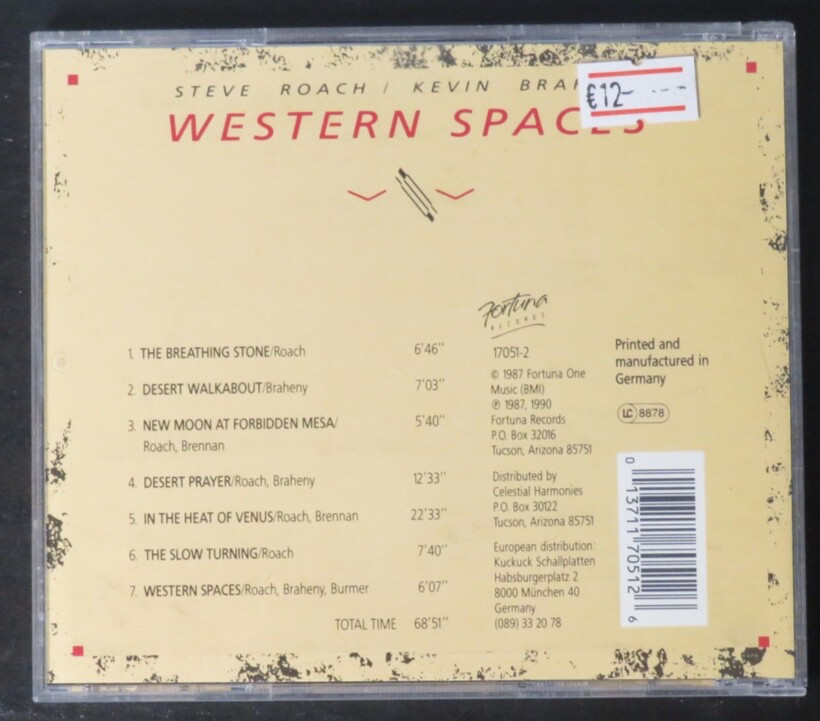 STEVE ROACH / KEVIN
€12-
WESTERN SPACES
Fortuna
RECORDS
1. THE BREATHING STONE/Roach 6'46"
2. DESERT WALKABOUT/Braheny 7'03"
3. NEW MOON AT FORBIDDEN MESA/ 5'40"
Roach, Brennan
4. DESERT PRAYER/Roach, Braheny 12'33"
5. IN THE HEAT OF VENUS/Roach, Brennan 22'33"
6. THE SLOW TURNING/Roach 7'40"
7. WESTERN SPACES/Roach, Braheny, Burmer 6'07"
TOTAL TIME 68'51"
17051-2
© 1987 Fortuna One
Music (BMI)
℗ 1987, 1990
Fortuna Records
P.O. Box 32016
Tucson, Arizona 85751
Distributed by
Celestial Harmonies
P.O. Box 30122
Tucson, Arizona 85751
European distribution:
Kuckuck Schallplatten
Habsburgerplatz 2
8000 München 40
Germany
(089) 33 20 78
Printed and
manufactured in
Germany
LC 8878
0 13711 70512 6